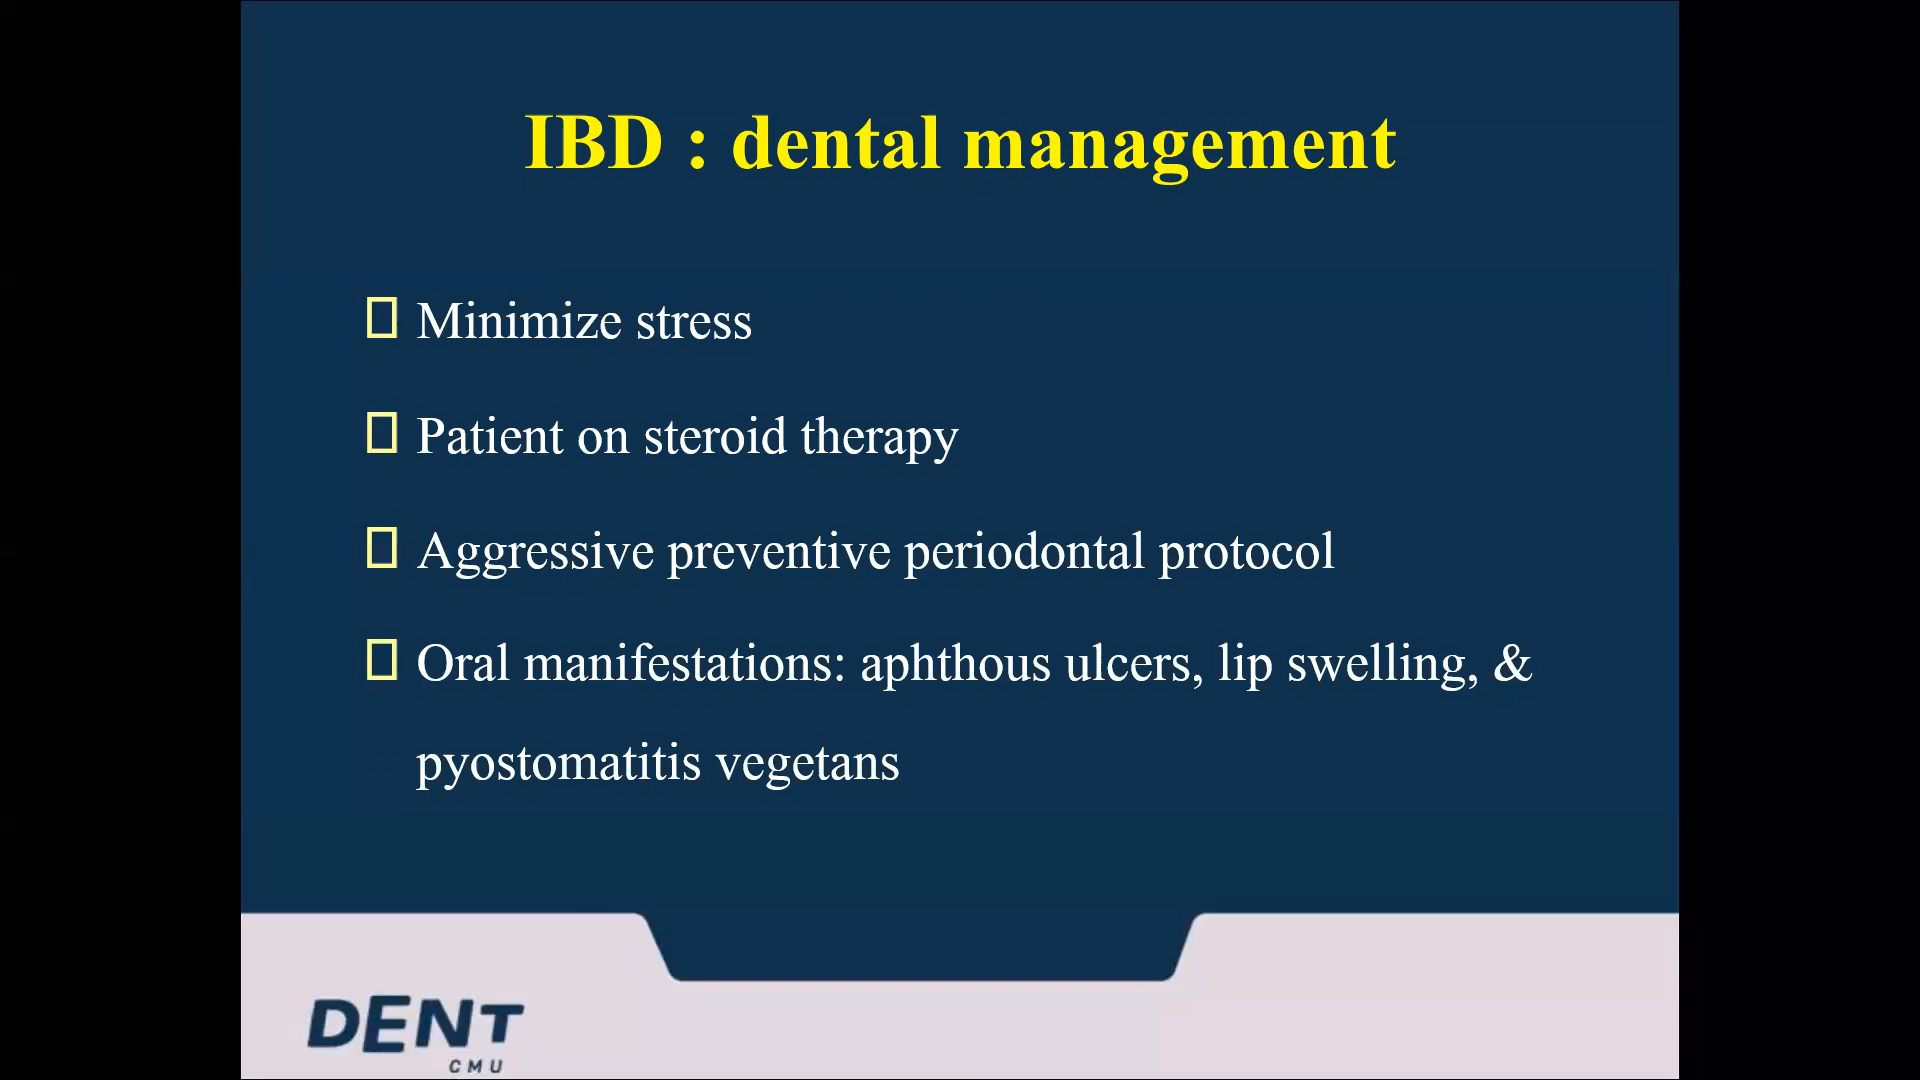 IBD : dental management
Minimize stress
Patient on steroid therapy
Aggressive preventive periodontal protocol
Oral manifestations: aphthous ulcers, lip swelling, &
pyostomatitis vegetans
DENT
CMU